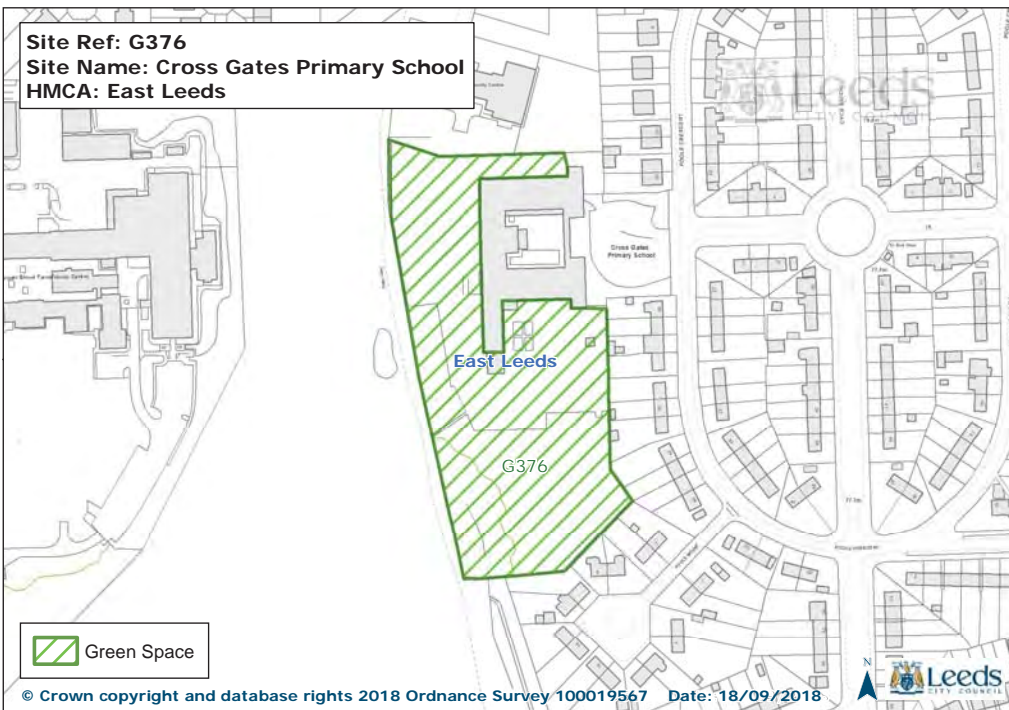 Site Ref: G376
Site Name: Cross Gates Primary School
HMCA: East Leeds
Leeds
CITY COUNCIL
POOLE CRESCENT
Cross Gates
Primary School
East Leeds
G376
Green Space
© Crown copyright and database rights 2018 Ordnance Survey 100019567 Date: 18/09/2018
N
Leeds
CITY COUNCIL